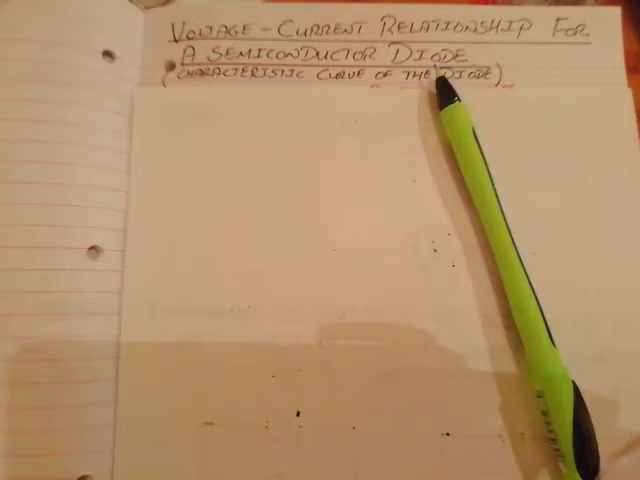 VOLTAGE - CURRENT RELATIONSHIP FOR
A SEMICONDUCTOR DIODE
(CHARACTERISTIC CURVE OF THE DIODE)